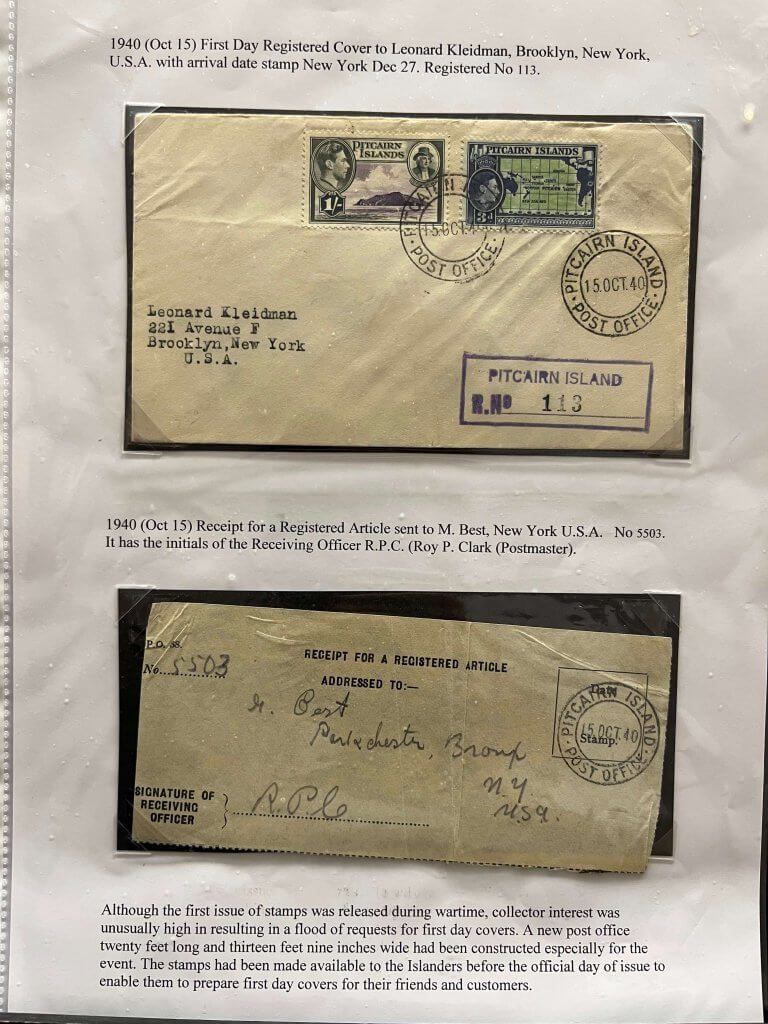 1940 (Oct 15) First Day Registered Cover to Leonard Kleidman, Brooklyn, New York,
U.S.A. with arrival date stamp New York Dec 27. Registered No 113.
PITCAIRN ISLANDS
1/-
PITCAIRN ISLANDS
3d
PITCAIRN
15 OCT.
POST OFFICE
PITCAIRN ISLAND
15 OCT. 40
POST OFFICE
Leonard Kleidman
221 Avenue F
Brooklyn,New York
U.S.A.
PITCAIRN ISLAND
R.No 113
1940 (Oct 15) Receipt for a Registered Article sent to M. Best, New York U.S.A. No 5503.
It has the initials of the Receiving Officer R.P.C. (Roy P. Clark (Postmaster).
P.O. 38.
No. 5503
RECEIPT FOR A REGISTERED ARTICLE
ADDRESSED TO:—
Best
Parkchester, Bronx
N.Y.
USA.
Date
Stamp.
PITCAIRN ISLAND
15 OCT. 40
POST OFFICE
SIGNATURE OF
RECEIVING
OFFICER
R.P.C
Although the first issue of stamps was released during wartime, collector interest was
unusually high in resulting in a flood of requests for first day covers. A new post office
twenty feet long and thirteen feet nine inches wide had been constructed especially for the
event. The stamps had been made available to the Islanders before the official day of issue to
enable them to prepare first day covers for their friends and customers.